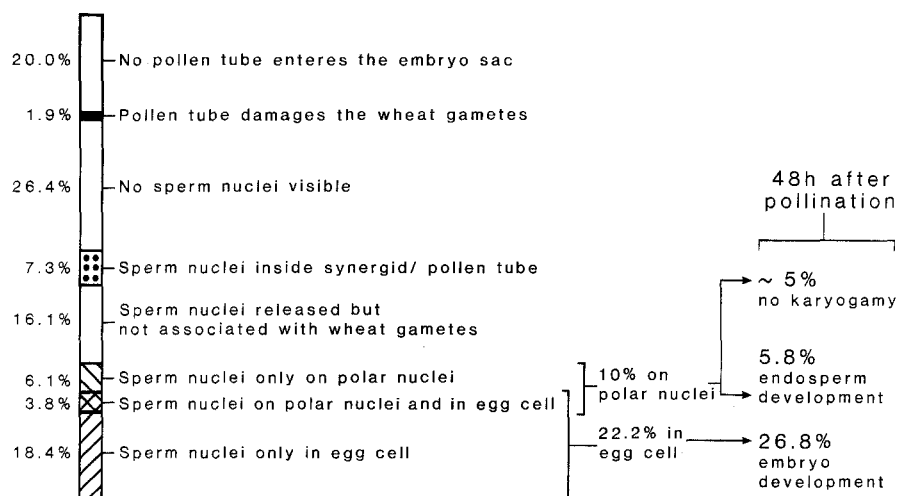 20.0% No pollen tube enteres the embryo sac
1.9% Pollen tube damages the wheat gametes
26.4% No sperm nuclei visible
7.3% Sperm nuclei inside synergid/ pollen tube
16.1% Sperm nuclei released but
not associated with wheat gametes
6.1% Sperm nuclei only on polar nuclei
3.8% Sperm nuclei on polar nuclei and in egg cell
18.4% Sperm nuclei only in egg cell
10% on
polar nuclei
22.2% in
egg cell
48h after
pollination
~ 5%
no karyogamy
5.8%
endosperm
development
26.8%
embryo
development